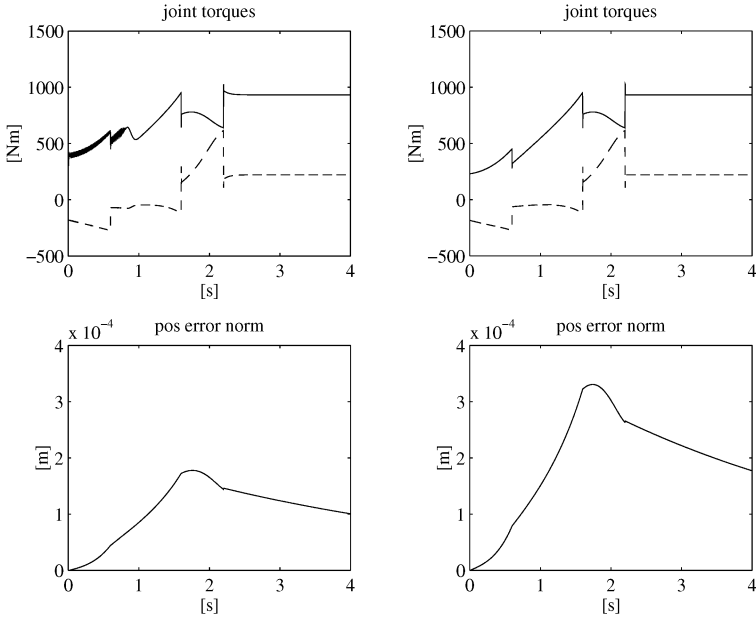 joint torques
1500
1000
500
0
−500
[Nm]
0 1 2 3 4
[s]
joint torques
1500
1000
500
0
−500
[Nm]
0 1 2 3 4
[s]
x 10−4
pos error norm
4
3
2
1
0
[m]
0 1 2 3 4
[s]
x 10−4
pos error norm
4
3
2
1
0
[m]
0 1 2 3 4
[s]